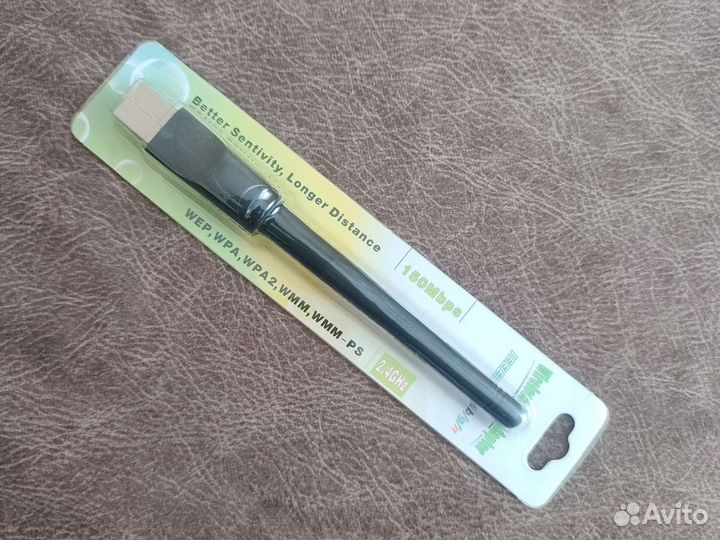 Better Sentivity, Longer Distance
150Mbps
WEP,WPA,WPA2,WMM,WMM-PS
2.4GHz
b/g/n
Avito